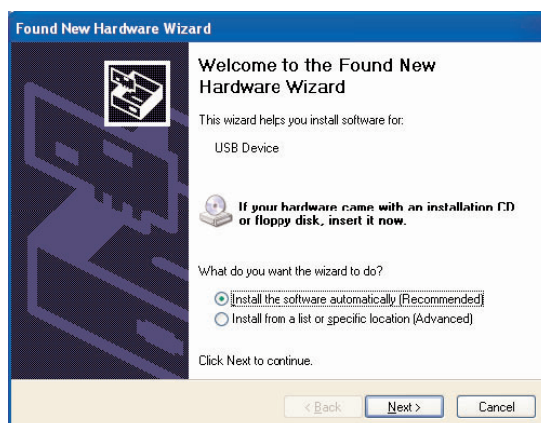 Found New Hardware Wizard
Welcome to the Found New
Hardware Wizard
This wizard helps you install software for:
USB Device
If your hardware came with an installation CD
or floppy disk, insert it now.
What do you want the wizard to do?
Install the software automatically (Recommended)
Install from a list or specific location (Advanced)
Click Next to continue.
< Back Next > Cancel